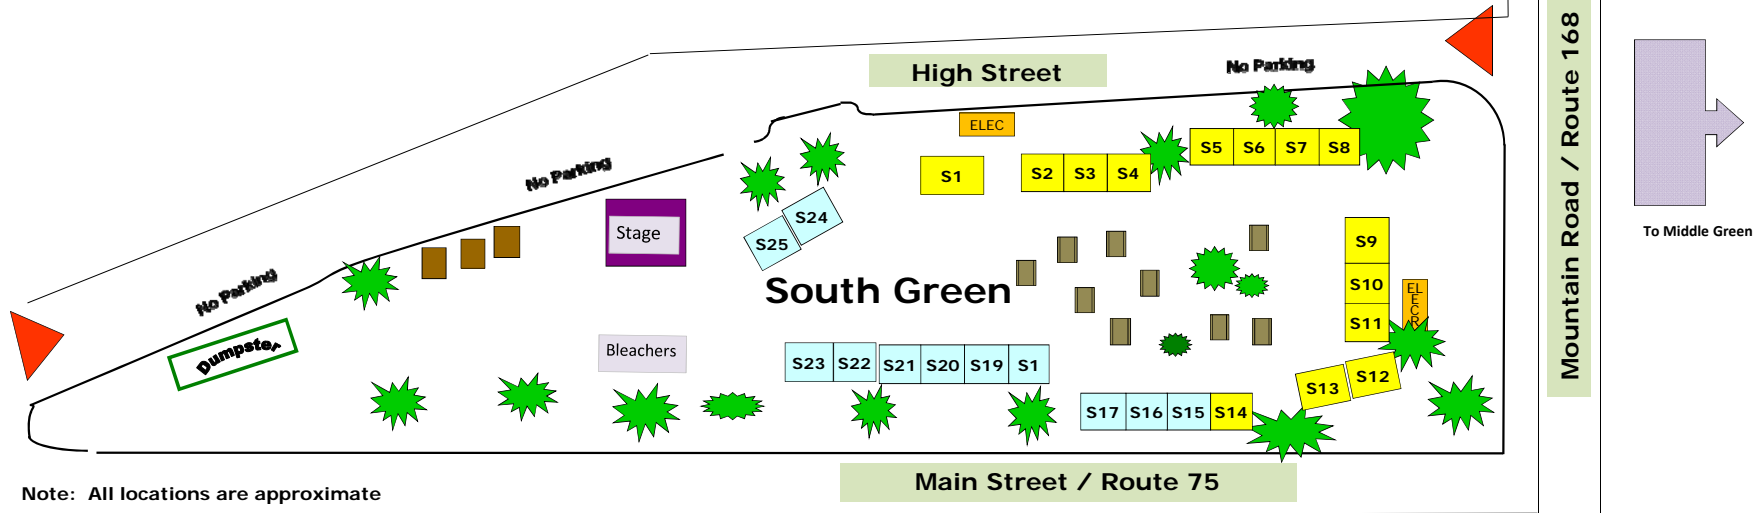 High Street
No Parking
ELEC
No Parking
S1
S2 S3 S4
S5 S6 S7 S8
Mountain Road / Route 168
Stage
S24
S25
S9
To Middle Green
No Parking
South Green
S10
S11
ELECR
Dumpster
Bleachers
S23 S22 S21 S20 S19 S1
S13 S12
S17 S16 S15 S14
Main Street / Route 75
Note: All locations are approximate